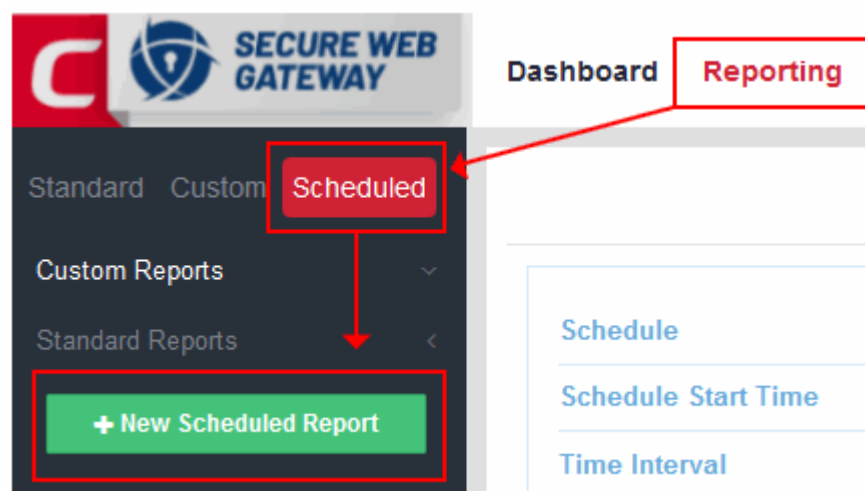 C SECURE WEB
GATEWAY
Dashboard Reporting
Standard Custom Scheduled
Custom Reports
Standard Reports
+ New Scheduled Report
Schedule
Schedule Start Time
Time Interval